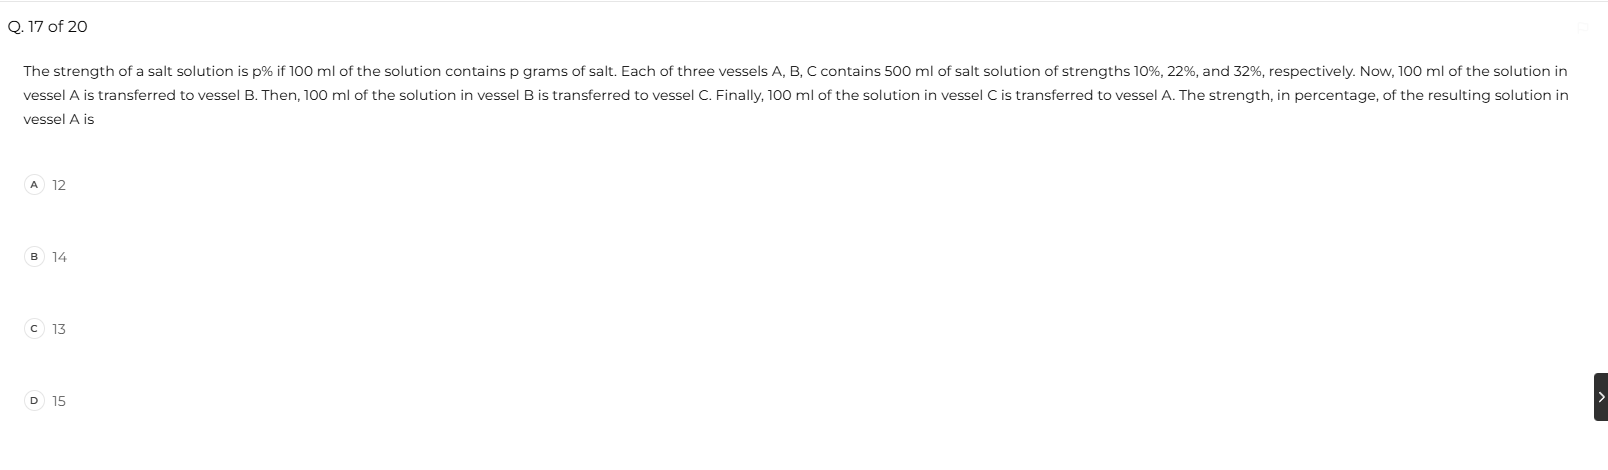 Q. 17 of 20
The strength of a salt solution is p% if 100 ml of the solution contains p grams of salt. Each of three vessels A, B, C contains 500 ml of salt solution of strengths 10%, 22%, and 32%, respectively. Now, 100 ml of the solution in
vessel A is transferred to vessel B. Then, 100 ml of the solution in vessel B is transferred to vessel C. Finally, 100 ml of the solution in vessel C is transferred to vessel A. The strength, in percentage, of the resulting solution in
vessel A is
A 12
B 14
C 13
D 15